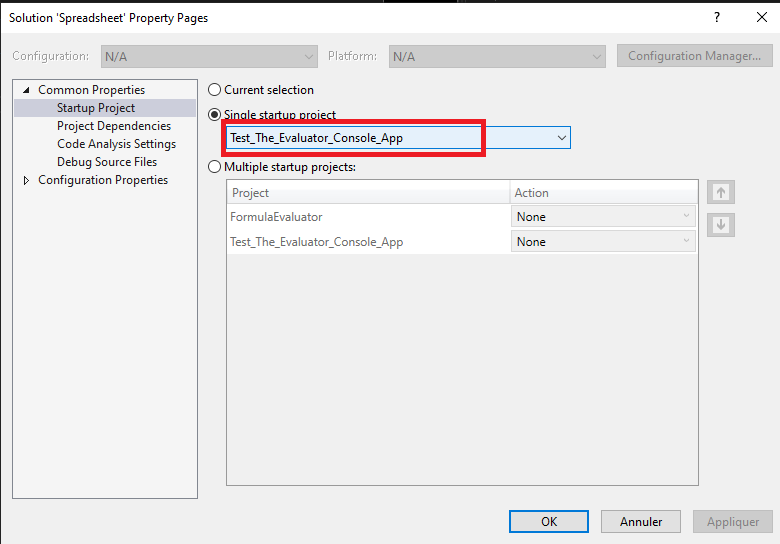 Solution 'Spreadsheet' Property Pages
Configuration: N/A Platform: N/A Configuration Manager...
Common Properties
Startup Project
Project Dependencies
Code Analysis Settings
Debug Source Files
Configuration Properties
Current selection
Single startup project
Test_The_Evaluator_Console_App
Multiple startup projects:
Project Action
FormulaEvaluator None
Test_The_Evaluator_Console_App None
OK Annuler Appliquer